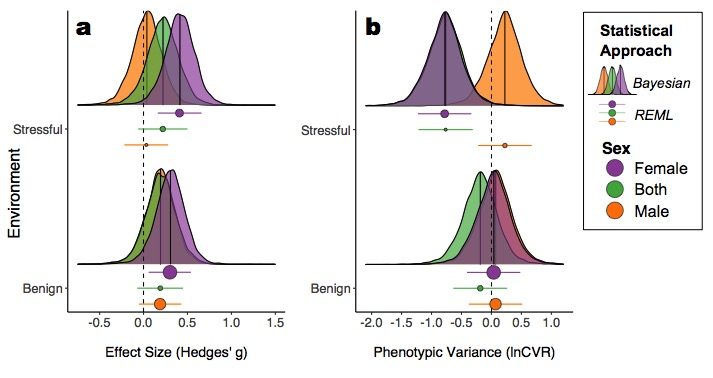 a
b
Environment
Stressful
Benign
-0.5 0.0 0.5 1.0 1.5
Effect Size (Hedges' g)
Stressful
Benign
-2.0 -1.5 -1.0 -0.5 0.0 0.5 1.0
Phenotypic Variance (lnCVR)
Statistical
Approach
Bayesian
REML
Sex
Female
Both
Male